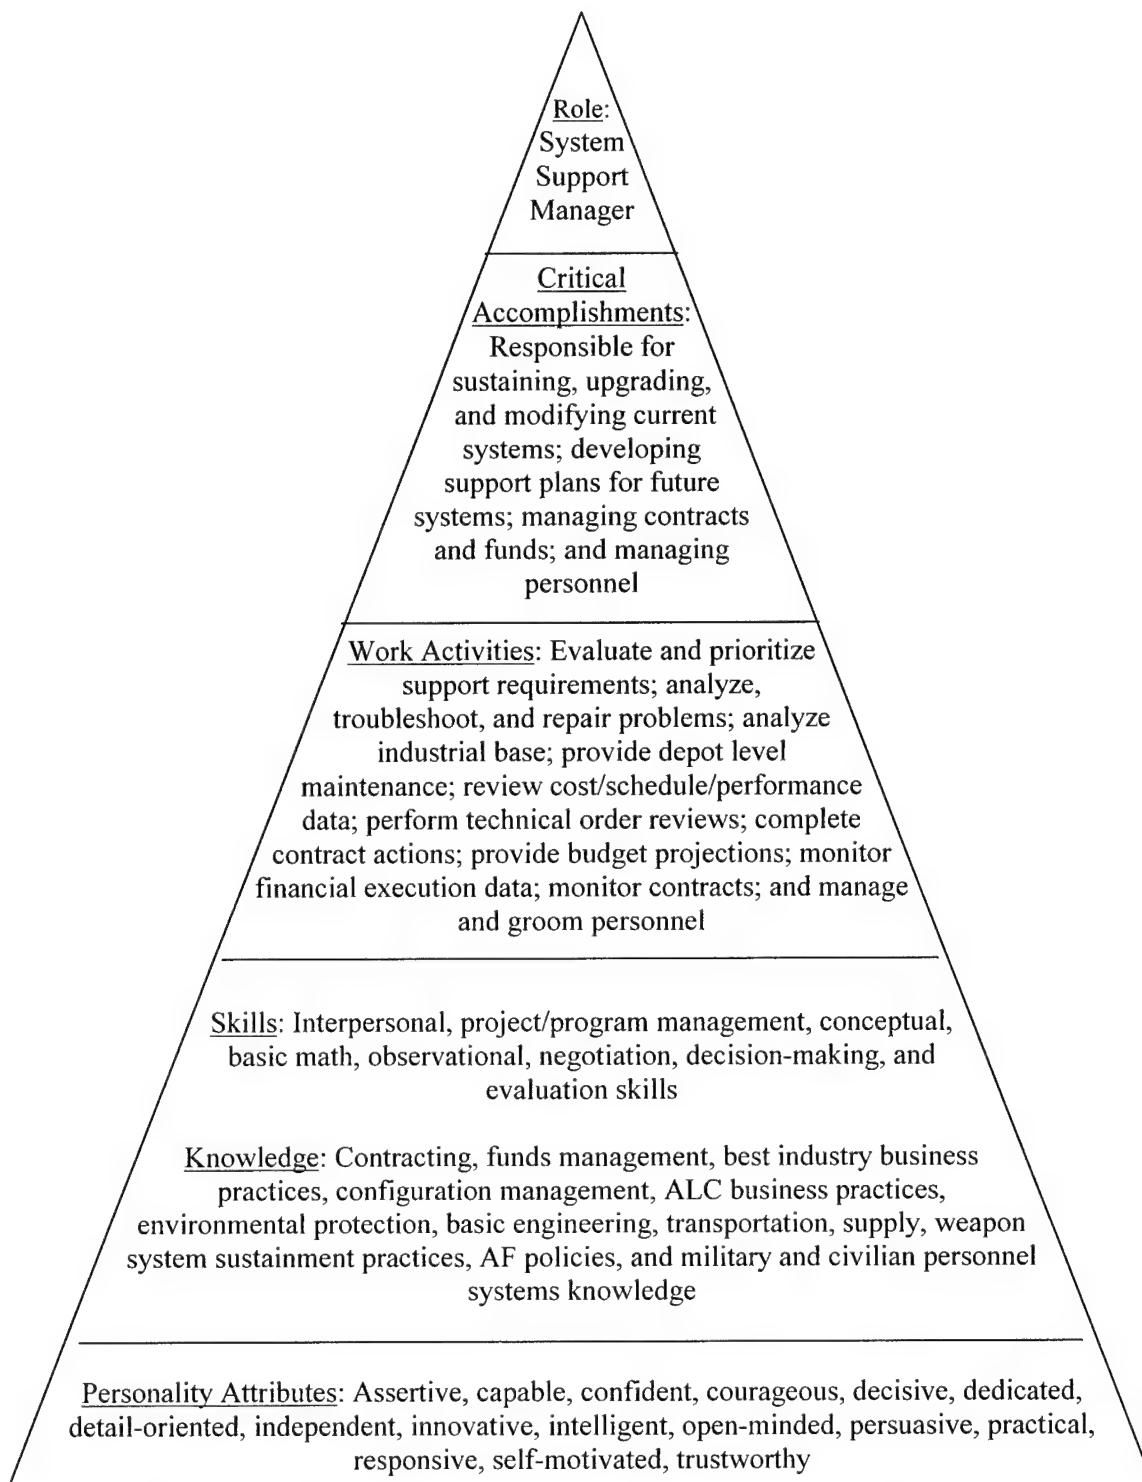 Role:
System
Support
Manager
Critical
Accomplishments:
Responsible for
sustaining, upgrading,
and modifying current
systems; developing
support plans for future
systems; managing contracts
and funds; and managing
personnel
Work Activities: Evaluate and prioritize
support requirements; analyze,
troubleshoot, and repair problems; analyze
industrial base; provide depot level
maintenance; review cost/schedule/performance
data; perform technical order reviews; complete
contract actions; provide budget projections; monitor
financial execution data; monitor contracts; and manage
and groom personnel
Skills: Interpersonal, project/program management, conceptual,
basic math, observational, negotiation, decision-making, and
evaluation skills
Knowledge: Contracting, funds management, best industry business
practices, configuration management, ALC business practices,
environmental protection, basic engineering, transportation, supply, weapon
system sustainment practices, AF policies, and military and civilian personnel
systems knowledge
Personality Attributes: Assertive, capable, confident, courageous, decisive, dedicated,
detail-oriented, independent, innovative, intelligent, open-minded, persuasive, practical,
responsive, self-motivated, trustworthy